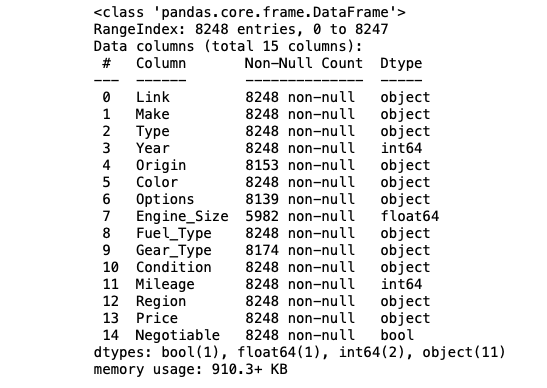 <class 'pandas.core.frame.DataFrame'>
RangeIndex: 8248 entries, 0 to 8247
Data columns (total 15 columns):
 #   Column       Non-Null Count  Dtype
---  ------       --------------  -----
 0   Link         8248 non-null   object
 1   Make         8248 non-null   object
 2   Type         8248 non-null   object
 3   Year         8248 non-null   int64
 4   Origin       8153 non-null   object
 5   Color        8248 non-null   object
 6   Options      8139 non-null   object
 7   Engine_Size  5982 non-null   float64
 8   Fuel_Type    8248 non-null   object
 9   Gear_Type    8174 non-null   object
 10  Condition    8248 non-null   object
 11  Mileage      8248 non-null   int64
 12  Region       8248 non-null   object
 13  Price        8248 non-null   object
 14  Negotiable   8248 non-null   bool
dtypes: bool(1), float64(1), int64(2), object(11)
memory usage: 910.3+ KB